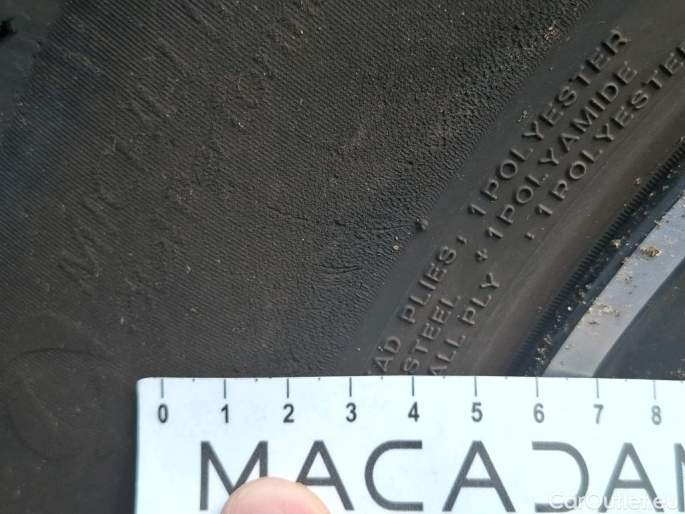 MICHELIN
: 1 POLYESTER
+ 1 POLYAMIDE
: 1 POLYESTER
AD PLIES
STEEL
ALL PLY
0 1 2 3 4 5 6 7 8
MACADAM
CarOutlet.eu